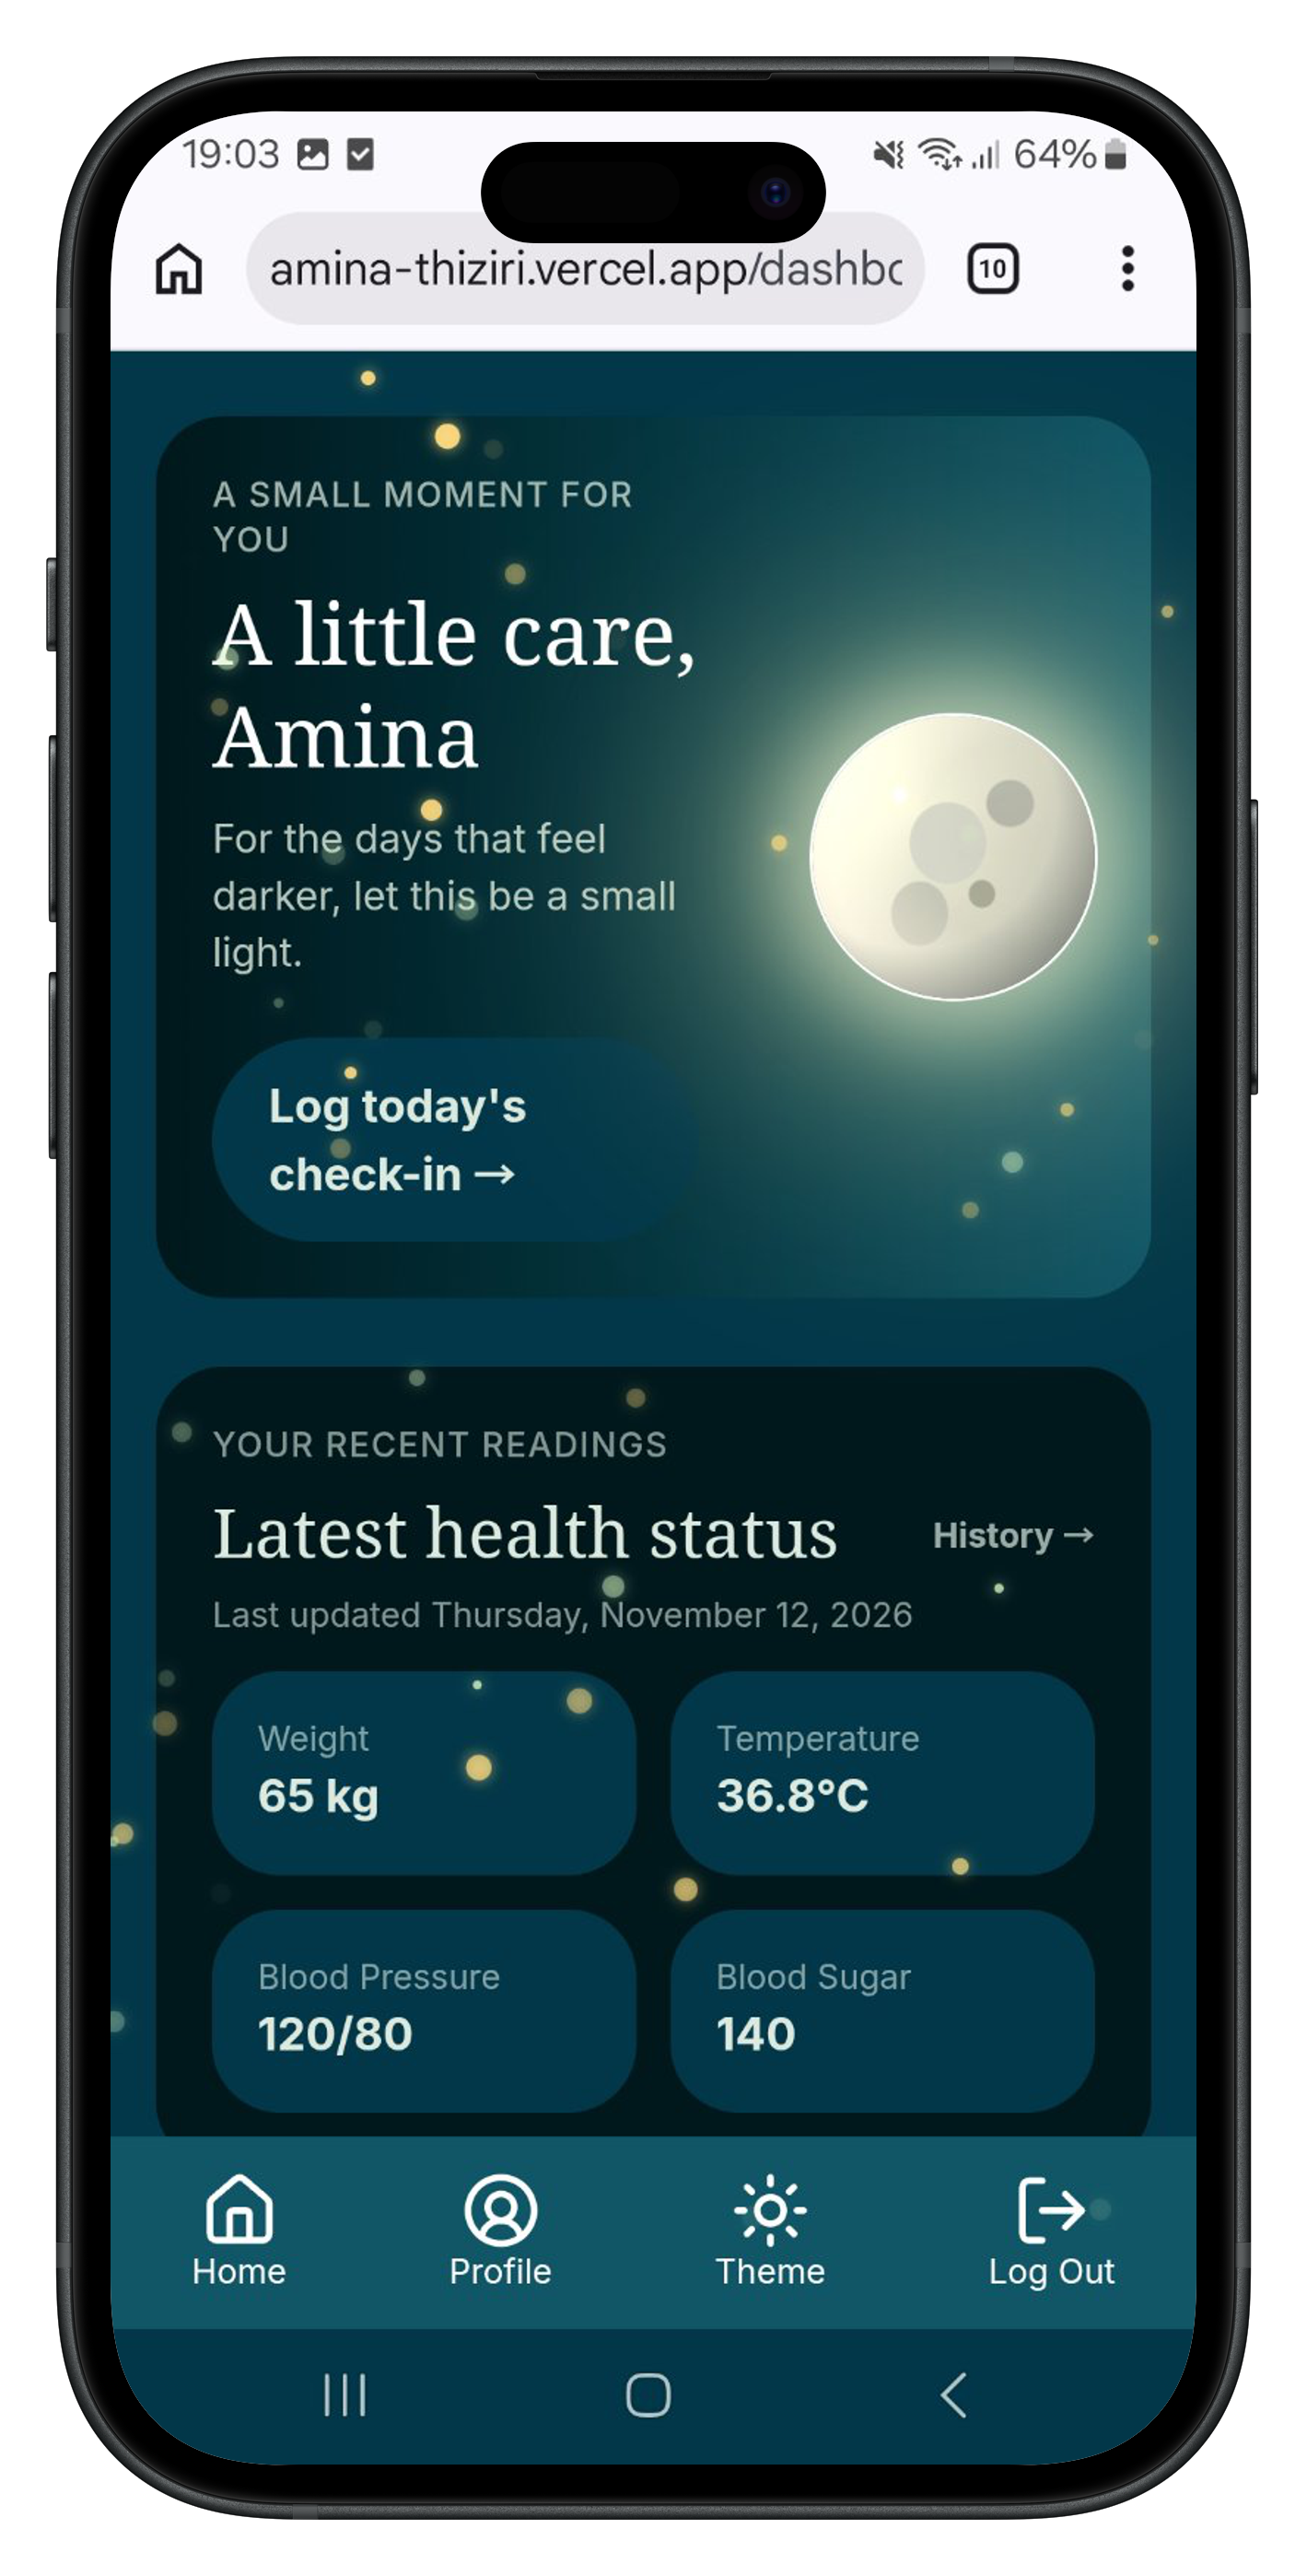 19:03
64%
amina-thiziri.vercel.app/dashbo
10
A SMALL MOMENT FOR
YOU
A little care,
Amina
For the days that feel
darker, let this be a small
light.
Log today's
check-in →
YOUR RECENT READINGS
Latest health status
History →
Last updated Thursday, November 12, 2026
Weight
65 kg
Temperature
36.8°C
Blood Pressure
120/80
Blood Sugar
140
Home
Profile
Theme
Log Out